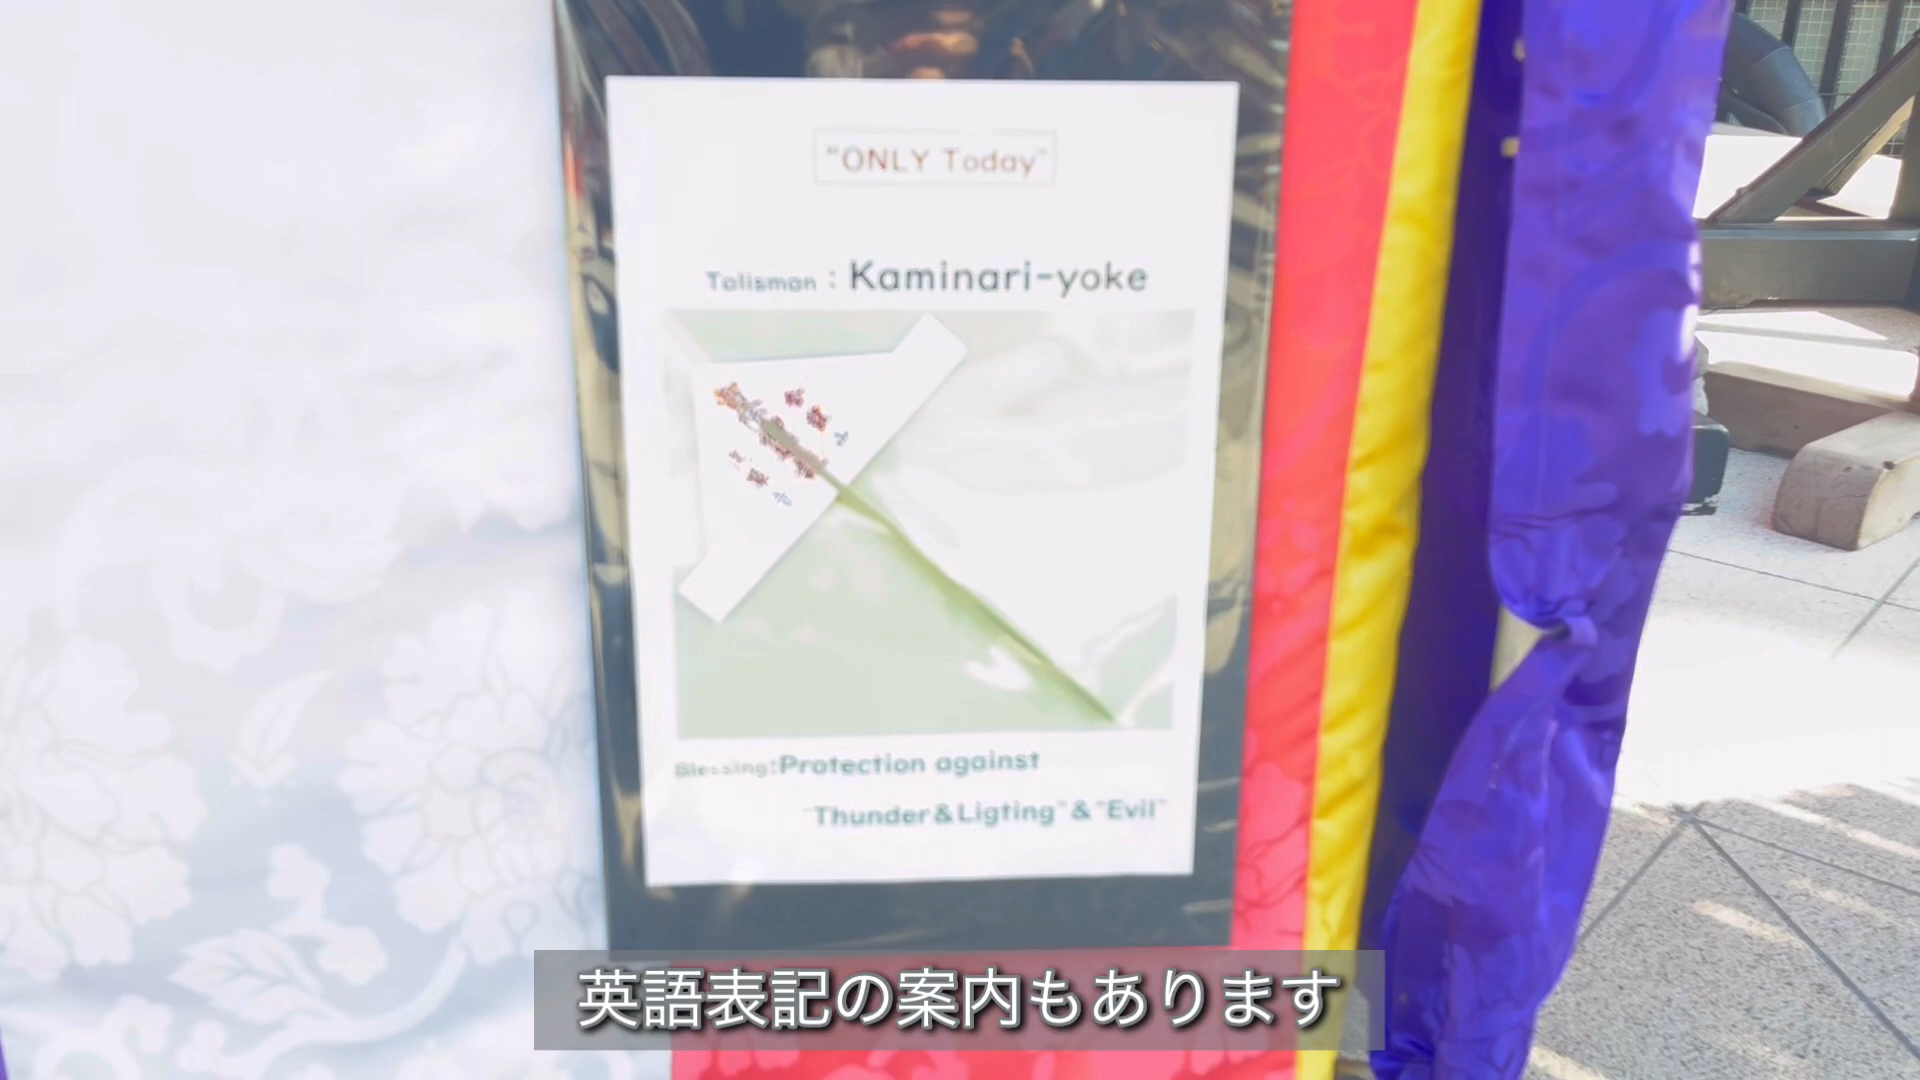 "ONLY Today"
Talisman : Kaminari-yoke
Blessing:Protection against
"Thunder&Ligting"&"Evil"
英語表記の案内もあります